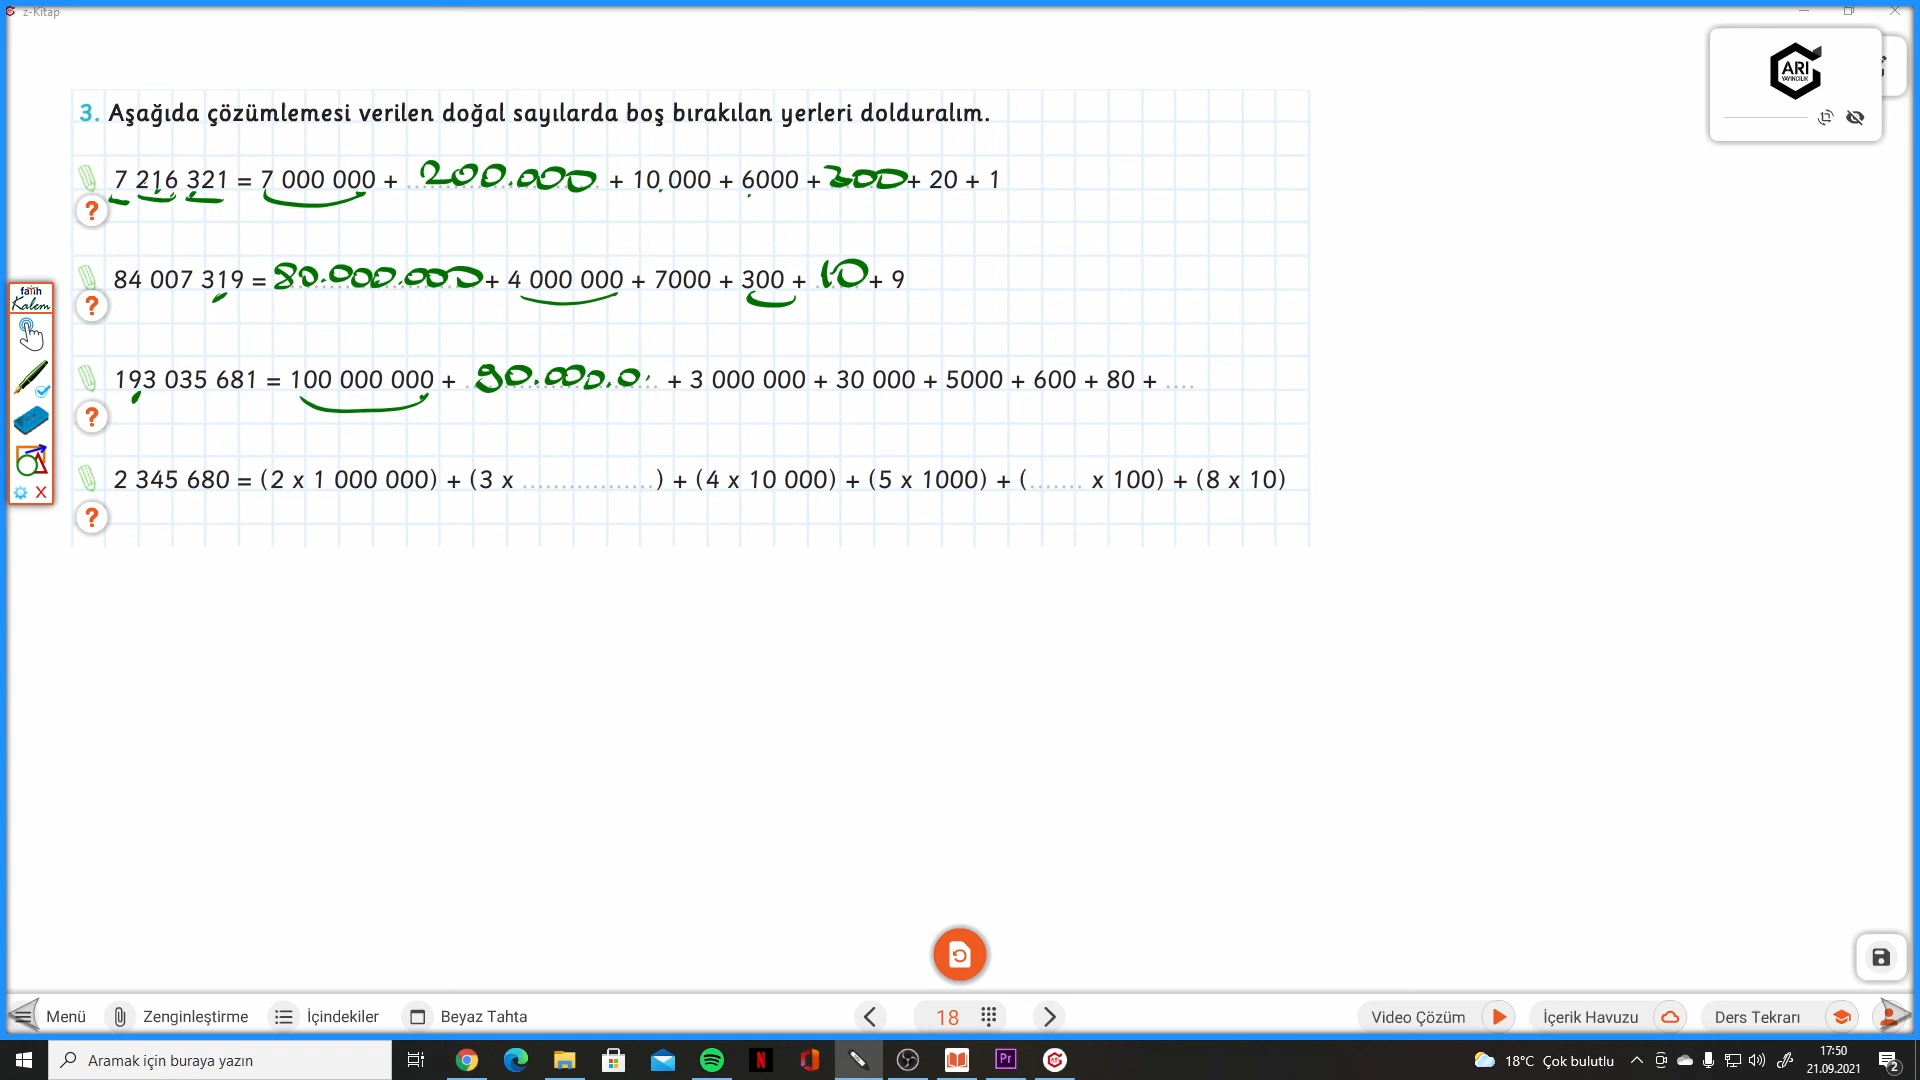 z-Kitap
ARI
YAYINCILIK
3. Aşağıda çözümlemesi verilen doğal sayılarda boş bırakılan yerleri dolduralım.
7 216 321 = 7 000 000 + 200.000 + 10 000 + 6000 + 300 + 20 + 1
?
84 007 319 = 80.000.000 + 4 000 000 + 7000 + 300 + 10 + 9
?
fatih
Kalem
193 035 681 = 100 000 000 + 90.000.0 + 3 000 000 + 30 000 + 5000 + 600 + 80 + ....
?
2 345 680 = (2 x 1 000 000) + (3 x .................) + (4 x 10 000) + (5 x 1000) + (....... x 100) + (8 x 10)
?
Menü Zenginleştirme İçindekiler Beyaz Tahta 18 Video Çözüm İçerik Havuzu Ders Tekrarı
Aramak için buraya yazın 18°C Çok bulutlu 17:50
21.09.2021 2